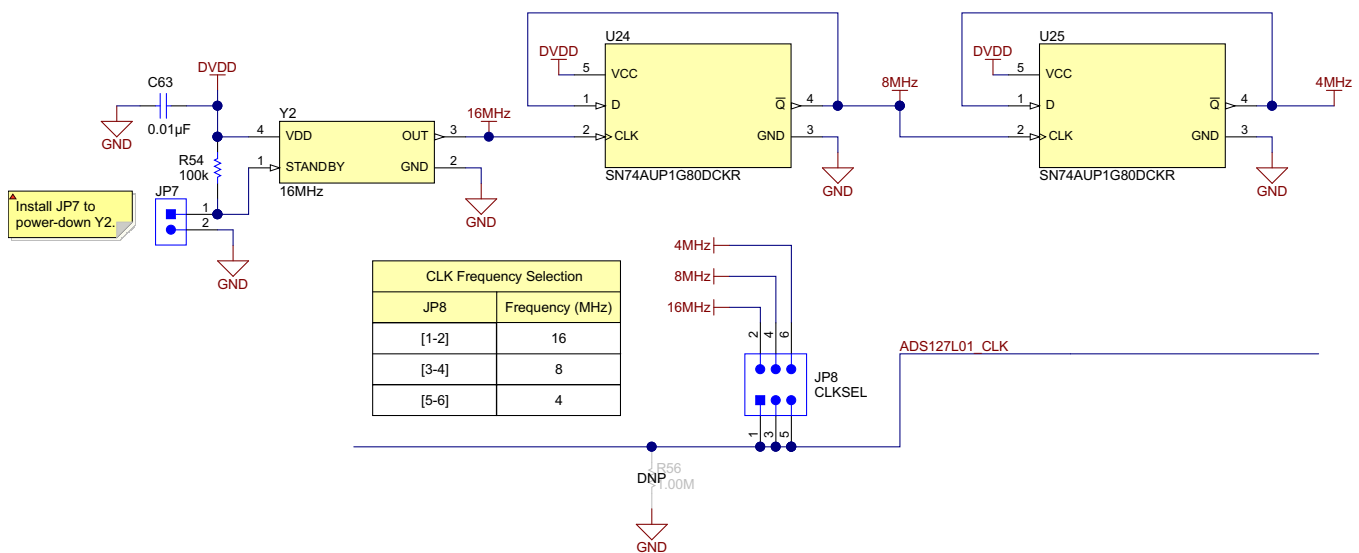 C63
DVDD
0.01µF
GND
R54
100k
JP7
1
2
GND
Install JP7 to
power-down Y2.
Y2
4 VDD OUT 3
1 STANDBY GND 2
16MHz
GND
16MHz
U24
DVDD
5 VCC
1 D Q 4
2 CLK
GND 3
SN74AUP1G80DCKR
GND
8MHz
U25
DVDD
5 VCC
1 D Q 4
2 CLK
GND 3
SN74AUP1G80DCKR
GND
4MHz
CLK Frequency Selection
JP8 Frequency (MHz)
[1-2] 16
[3-4] 8
[5-6] 4
4MHz
8MHz
16MHz
2 4 6
JP8
CLKSEL
1 3 5
ADS127L01_CLK
R56
DNP
1.00M
GND